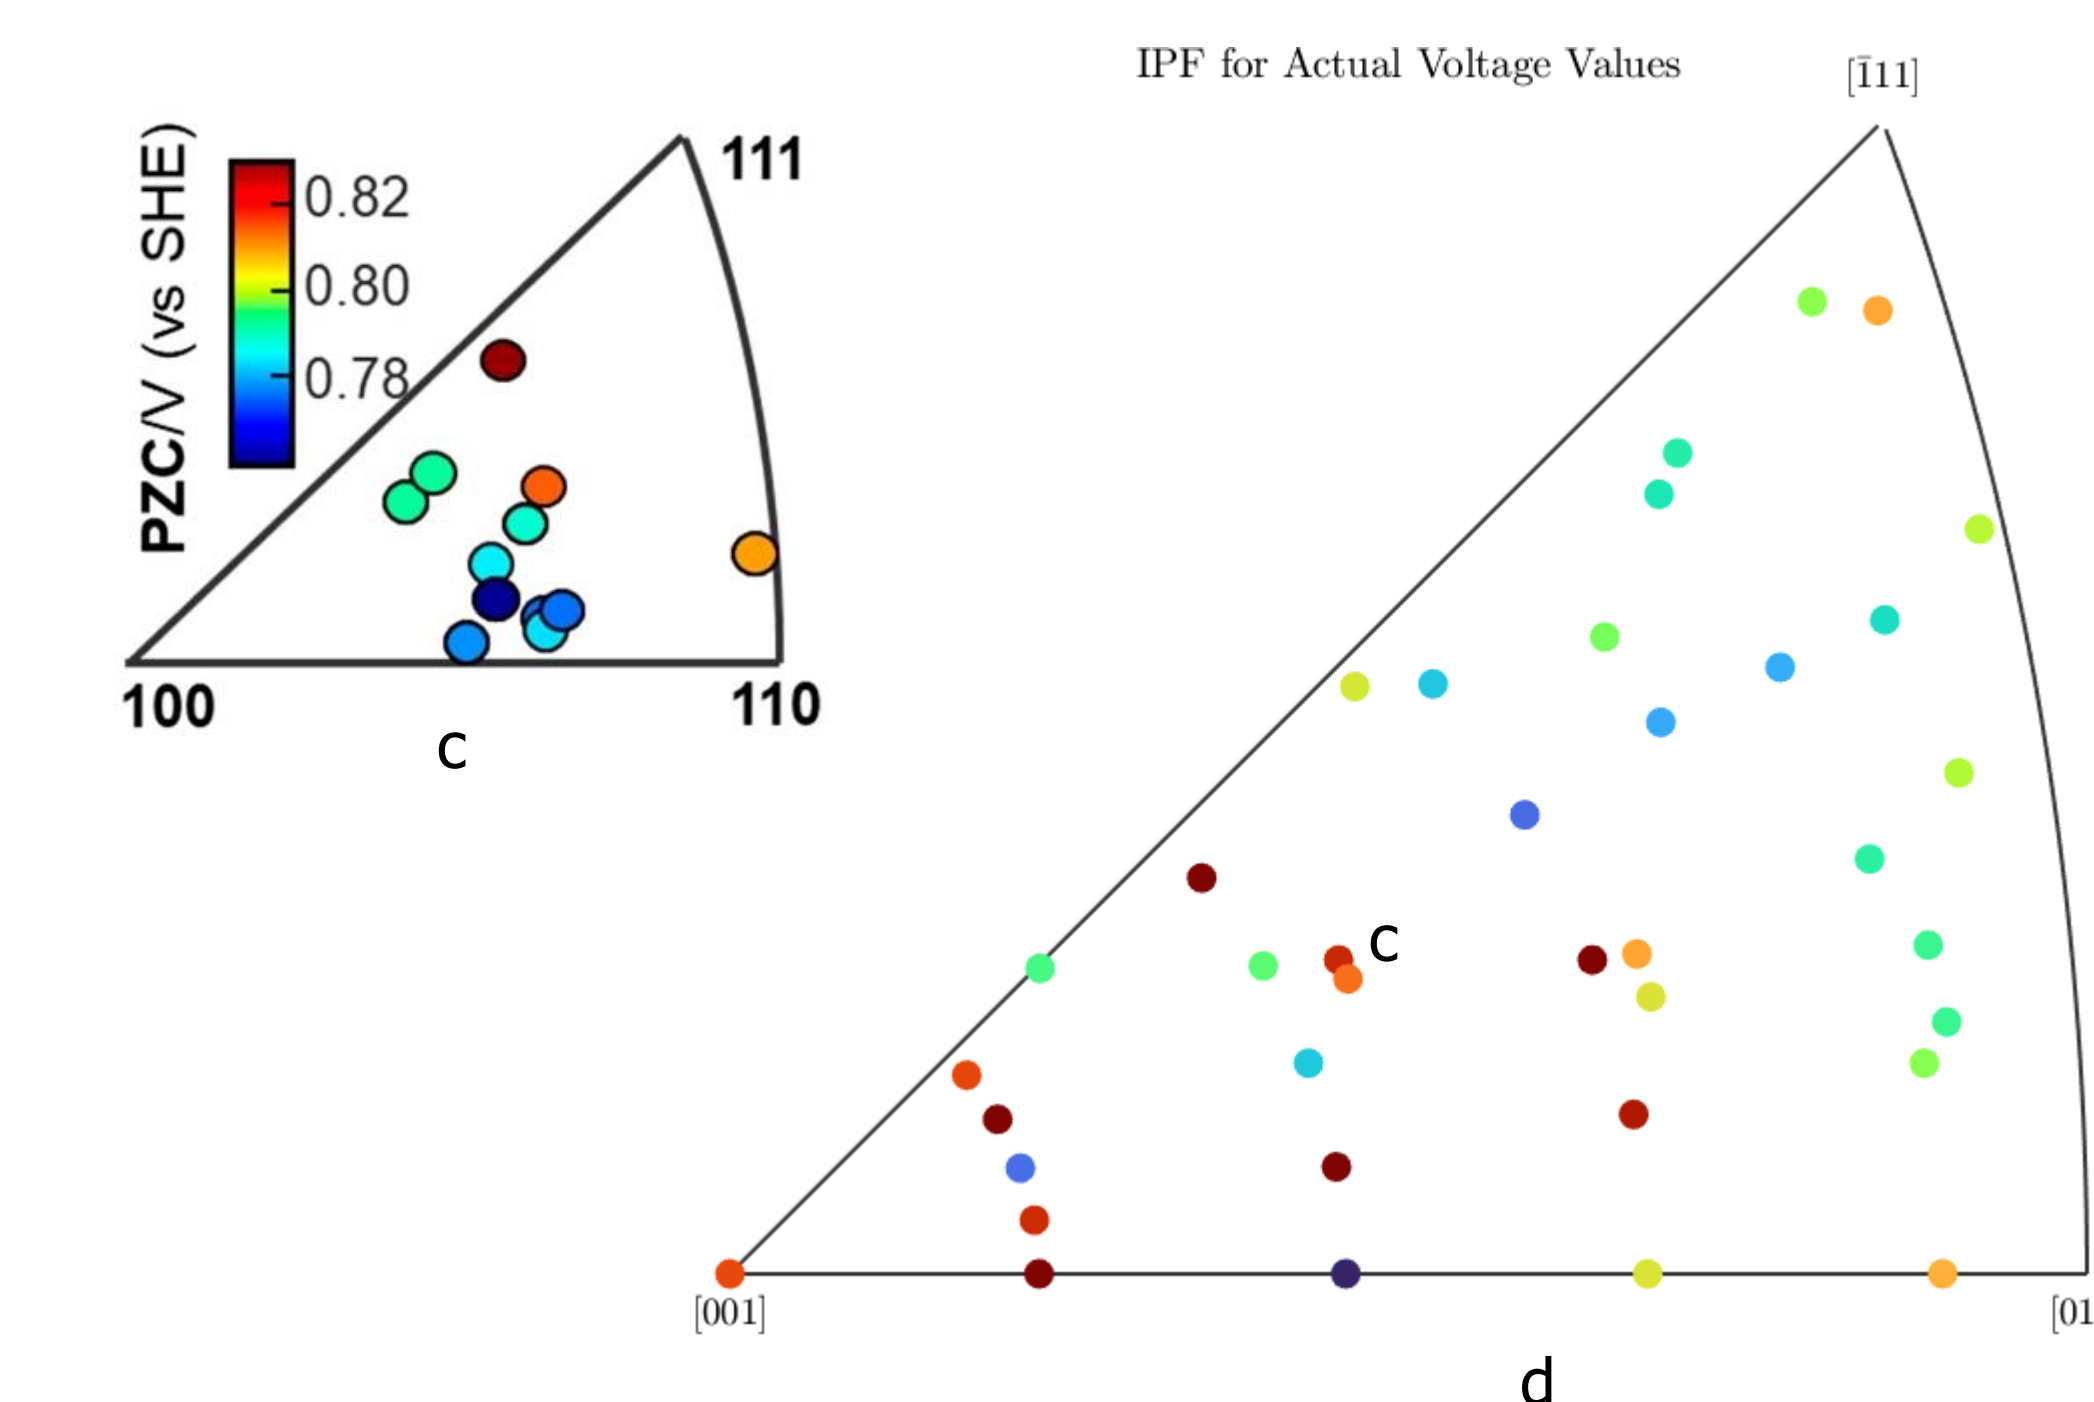 IPF for Actual Voltage Values
[1̄11]
PZC/V (vs SHE)
0.82
0.80
0.78
111
100
110
c
c
[001]
[01
d